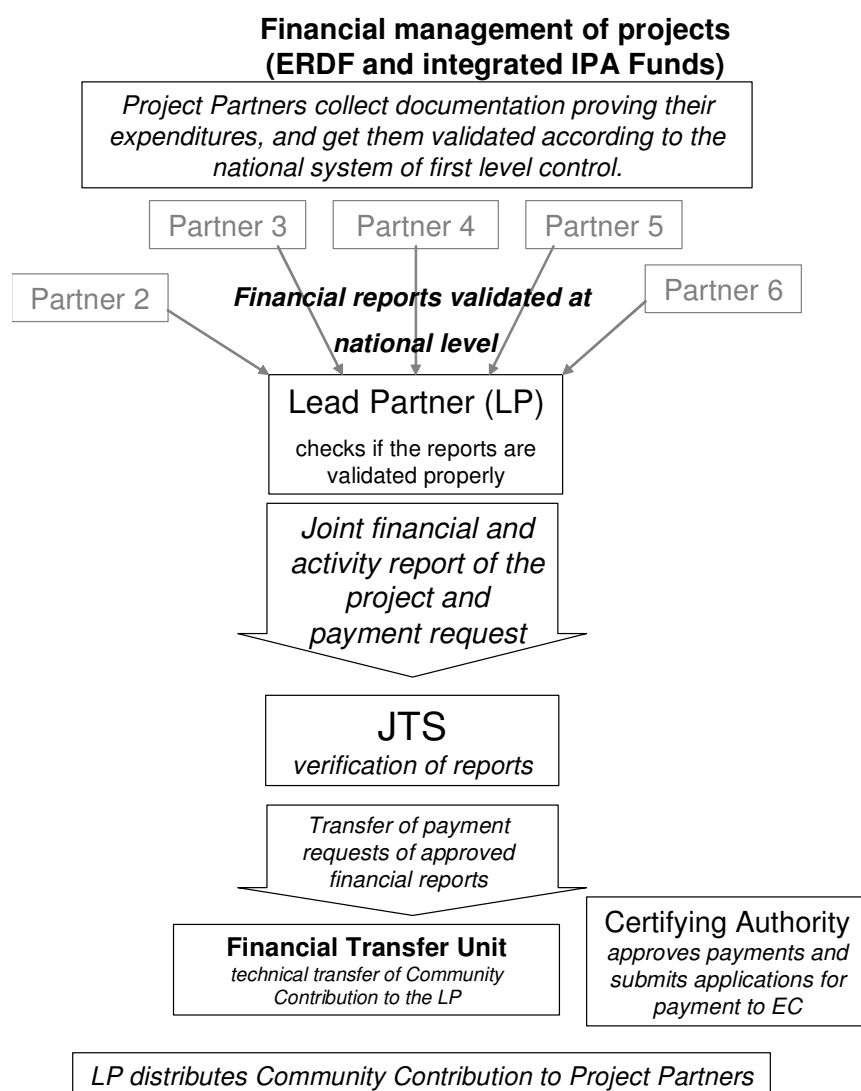 Financial management of projects
(ERDF and integrated IPA Funds)
Project Partners collect documentation proving their
expenditures, and get them validated according to the
national system of first level control.
Partner 3
Partner 4
Partner 5
Partner 2
Partner 6
Financial reports validated at
national level
Lead Partner (LP)
checks if the reports are
validated properly
Joint financial and
activity report of the
project and
payment request
JTS
verification of reports
Transfer of payment
requests of approved
financial reports
Financial Transfer Unit
technical transfer of Community
Contribution to the LP
Certifying Authority
approves payments and
submits applications for
payment to EC
LP distributes Community Contribution to Project Partners